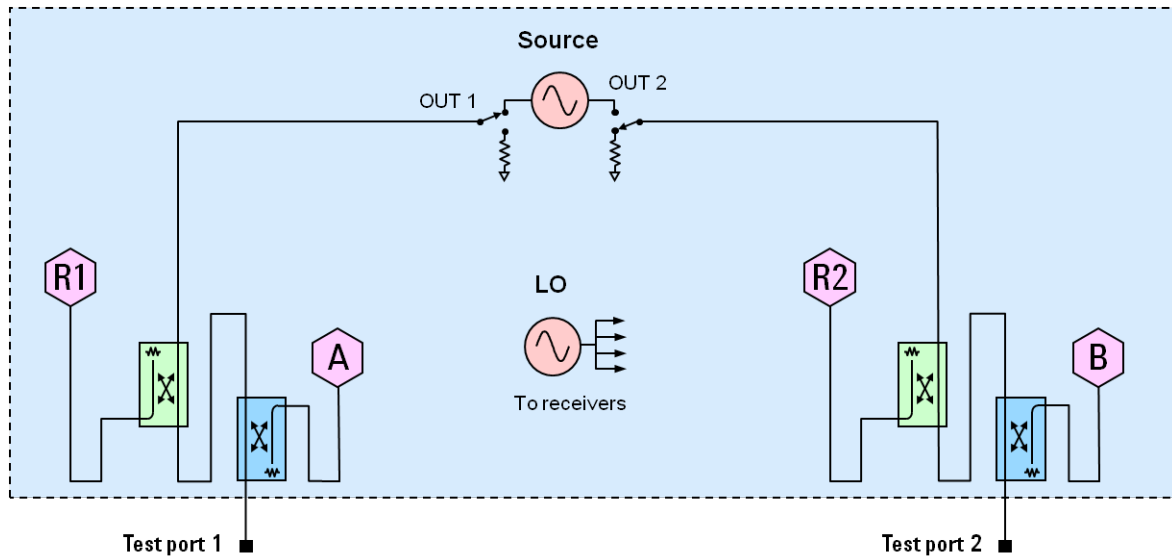 Source
OUT 1
OUT 2
R1
R2
LO
A
B
To receivers
Test port 1
Test port 2